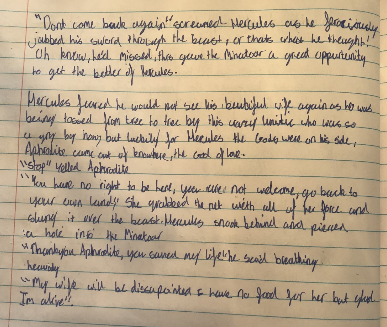 "Dont come back again" screamed Hercules as he ferociously
jabbed his sword through the beast, or thats what he thought!
Oh know, he'd missed, this gave the Minataor a great oppurtunity
to get the better of Hercules.
Hercules feared he would not see his beutiful wife again as he was
being tossed from tree to tree by this crazy who was so
angry by now, but luckily for Hercules the Gods were on his side,
Aphrodite came out of knowhere, the God of love.
"Stop" yelled Aphrodite
"You have no right to be here, you are not welcome, go back to
your own land," she grabbed the net with all of her force and
slung it over the beast. Hercules snook behind and pierced
a hole into the Minataor
"Thankyou Aphrodite, you saved my life" he said breathing
heavily
"My wife will be dissapointed I have no food for her but glad
Im alive"